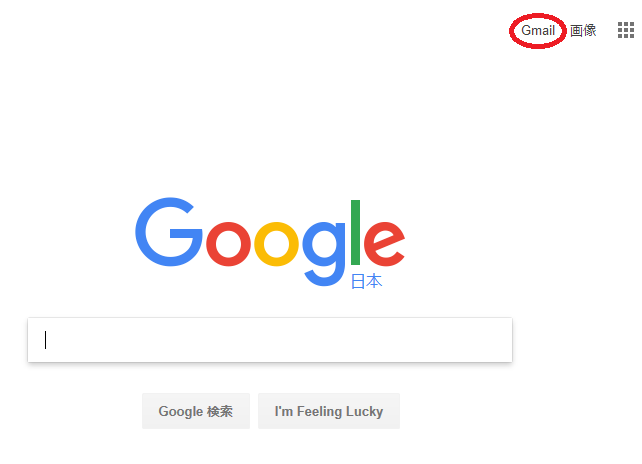 Gmail 画像
Google
日本
Google 検索 I'm Feeling Lucky